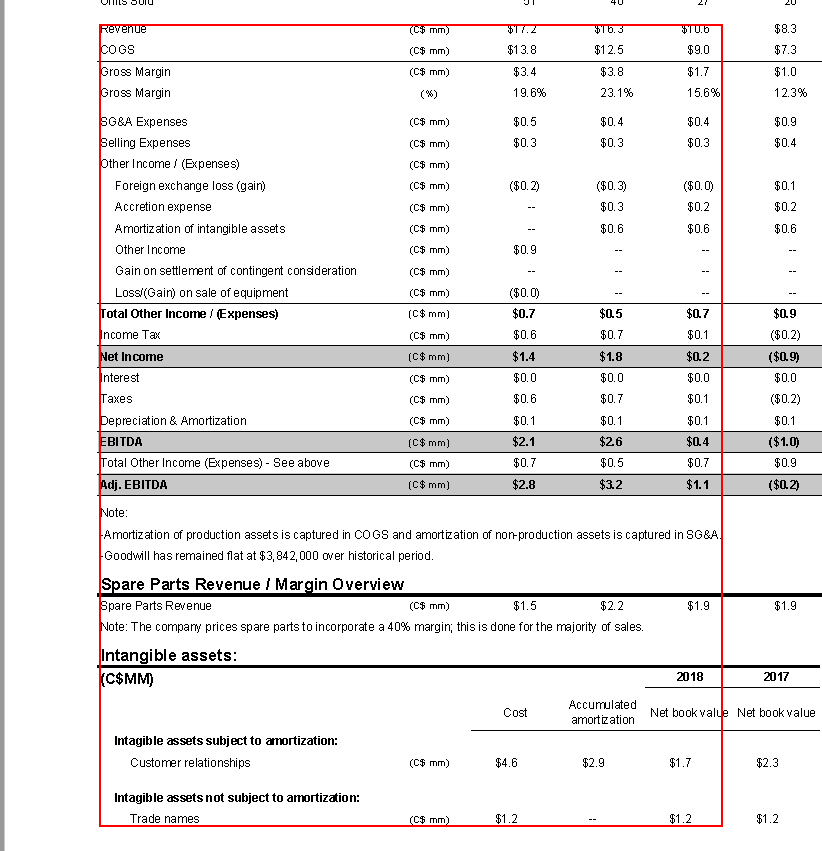 Units Sold 51 40 27 20
Revenue (C$ mm) $17.2 $16.3 $10.6 $8.3
COGS (C$ mm) $13.8 $12.5 $9.0 $7.3
Gross Margin (C$ mm) $3.4 $3.8 $1.7 $1.0
Gross Margin (%) 19.6% 23.1% 15.6% 12.3%
SG&A Expenses (C$ mm) $0.5 $0.4 $0.4 $0.9
Selling Expenses (C$ mm) $0.3 $0.3 $0.3 $0.4
Other Income / (Expenses) (C$ mm)
Foreign exchange loss (gain) (C$ mm) ($0.2) ($0.3) ($0.0) $0.1
Accretion expense (C$ mm) -- $0.3 $0.2 $0.2
Amortization of intangible assets (C$ mm) -- $0.6 $0.6 $0.6
Other Income (C$ mm) $0.9 -- -- --
Gain on settlement of contingent consideration (C$ mm) -- -- -- --
Loss/(Gain) on sale of equipment (C$ mm) ($0.0) -- -- --
Total Other Income / (Expenses) (C$ mm) $0.7 $0.5 $0.7 $0.9
Income Tax (C$ mm) $0.6 $0.7 $0.1 ($0.2)
Net Income (C$ mm) $1.4 $1.8 $0.2 ($0.9)
Interest (C$ mm) $0.0 $0.0 $0.0 $0.0
Taxes (C$ mm) $0.6 $0.7 $0.1 ($0.2)
Depreciation & Amortization (C$ mm) $0.1 $0.1 $0.1 $0.1
EBITDA (C$ mm) $2.1 $2.6 $0.4 ($1.0)
Total Other Income (Expenses) - See above (C$ mm) $0.7 $0.5 $0.7 $0.9
Adj. EBITDA (C$ mm) $2.8 $3.2 $1.1 ($0.2)
Note:
-Amortization of production assets is captured in COGS and amortization of non-production assets is captured in SG&A.
-Goodwill has remained flat at $3,842,000 over historical period.
Spare Parts Revenue / Margin Overview
Spare Parts Revenue (C$ mm) $1.5 $2.2 $1.9 $1.9
Note: The company prices spare parts to incorporate a 40% margin; this is done for the majority of sales.
Intangible assets:
(C$MM) 2018 2017
Cost Accumulated amortization Net book value Net book value
Intagible assets subject to amortization:
Customer relationships (C$ mm) $4.6 $2.9 $1.7 $2.3
Intagible assets not subject to amortization:
Trade names (C$ mm) $1.2 -- $1.2 $1.2